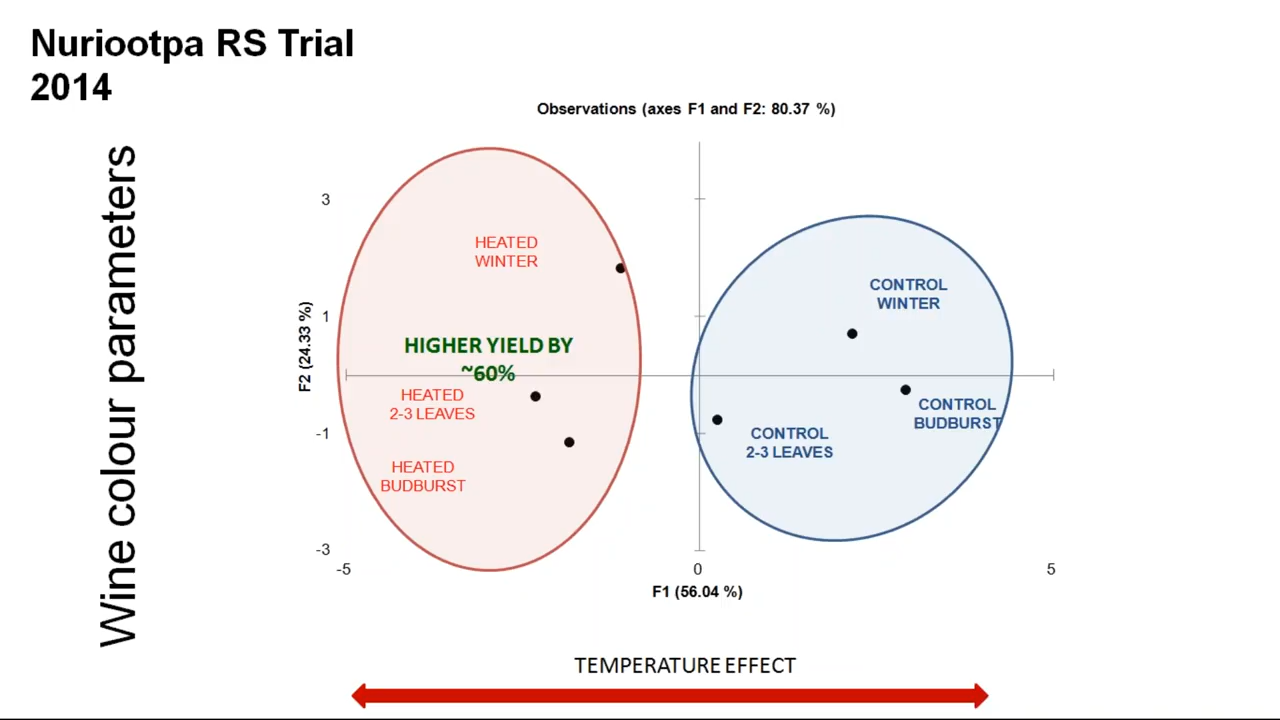 Nuriootpa RS Trial
2014
Observations (axes F1 and F2: 80.37 %)
Wine colour parameters
F2 (24.33 %)
3
1
-1
-3
HEATED
WINTER
HIGHER YIELD BY
~60%
HEATED
2-3 LEAVES
HEATED
BUDBURST
CONTROL
WINTER
CONTROL
BUDBURST
CONTROL
2-3 LEAVES
-5
0
5
F1 (56.04 %)
TEMPERATURE EFFECT